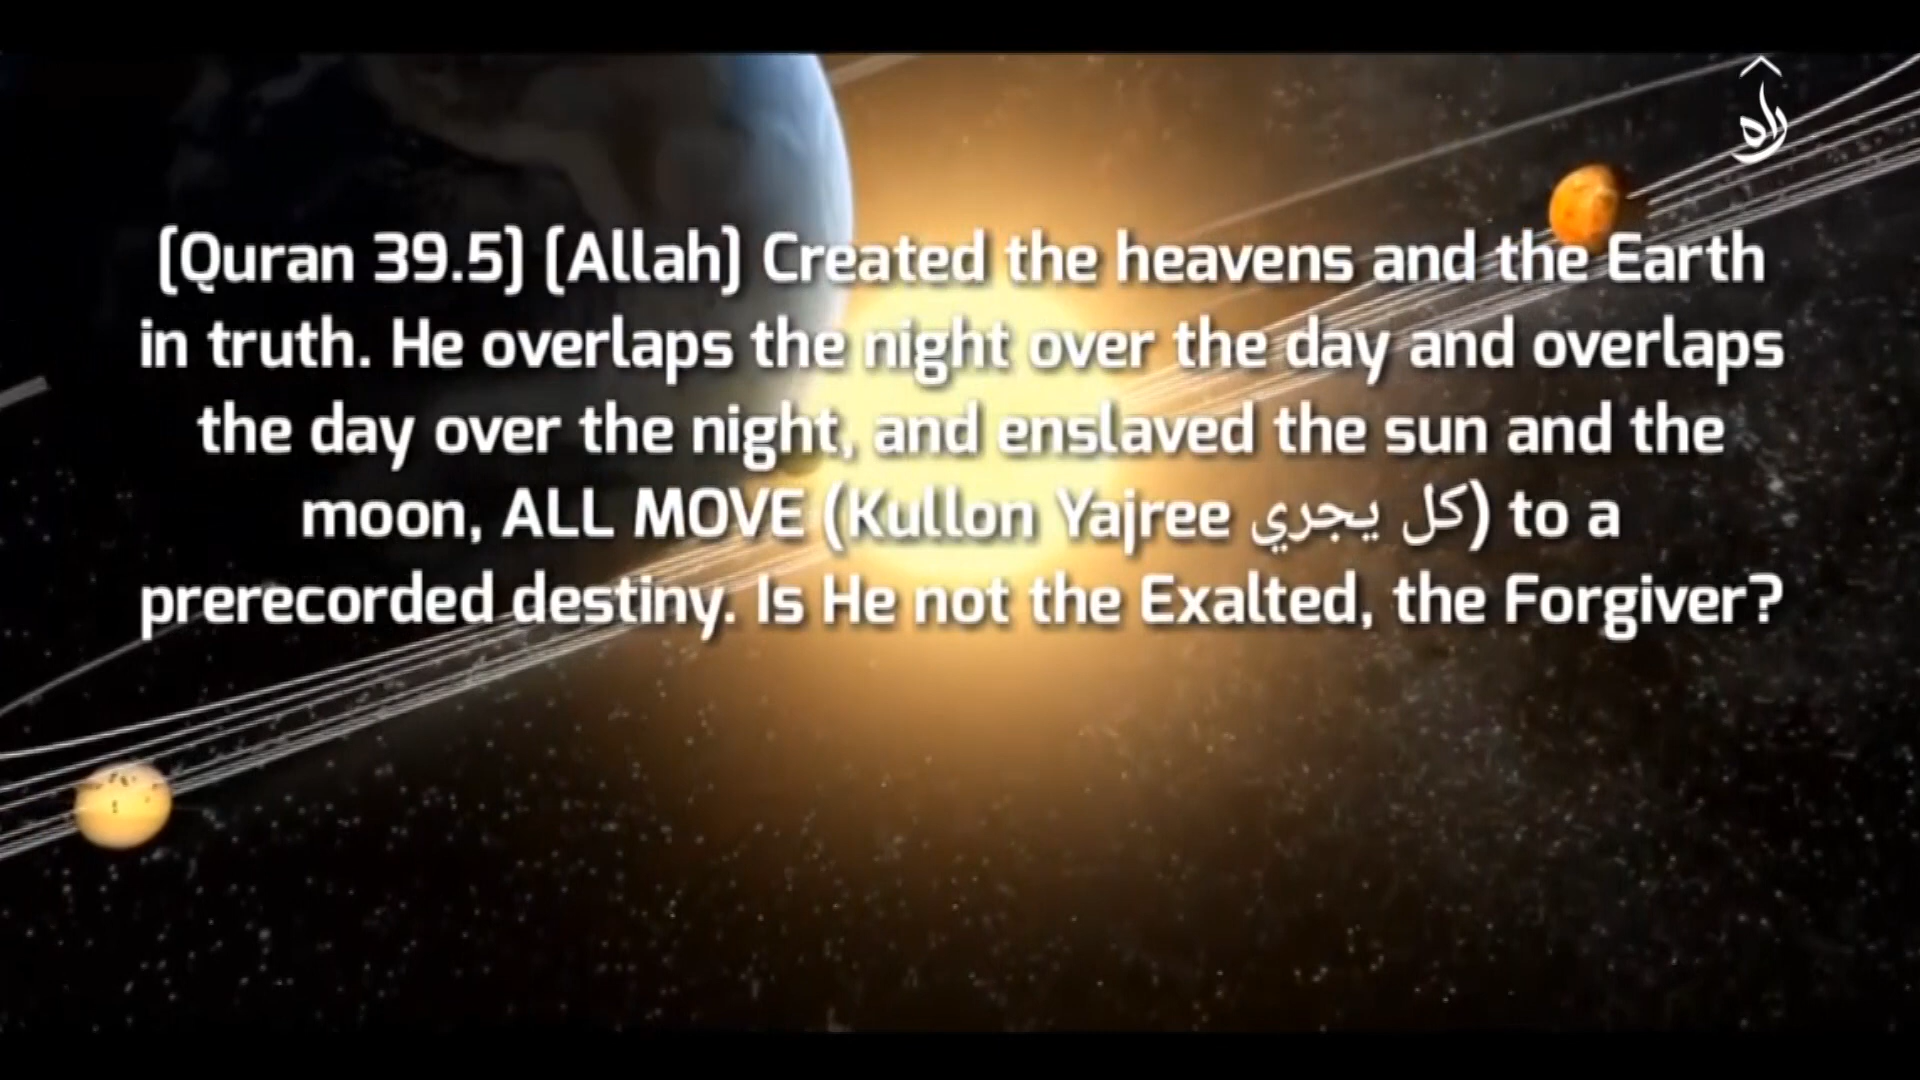 راه
(Quran 39.5) (Allah) Created the heavens and the Earth
in truth. He overlaps the night over the day and overlaps
the day over the night, and enslaved the sun and the
moon, ALL MOVE (Kullon Yajree كل يجري) to a
prerecorded destiny. Is He not the Exalted, the Forgiver?